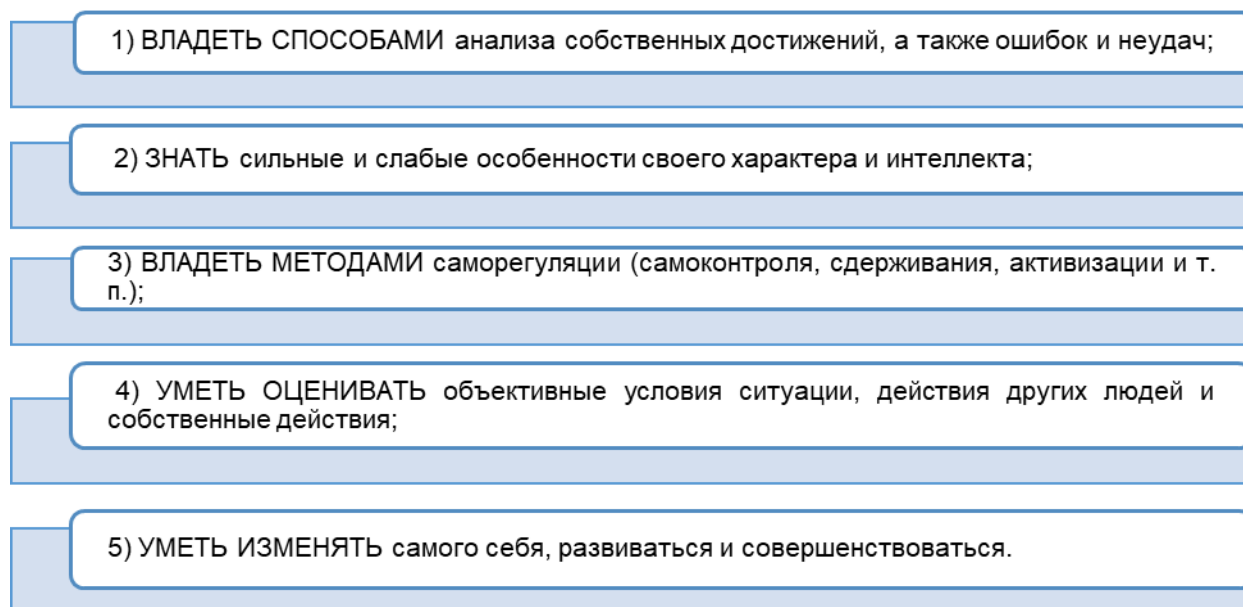 1) ВЛАДЕТЬ СПОСОБАМИ анализа собственных достижений, а также ошибок и неудач;
2) ЗНАТЬ сильные и слабые особенности своего характера и интеллекта;
3) ВЛАДЕТЬ МЕТОДАМИ саморегуляции (самоконтроля, сдерживания, активизации и т.
п.);
4) УМЕТЬ ОЦЕНИВАТЬ объективные условия ситуации, действия других людей и
собственные действия;
5) УМЕТЬ ИЗМЕНЯТЬ самого себя, развиваться и совершенствоваться.